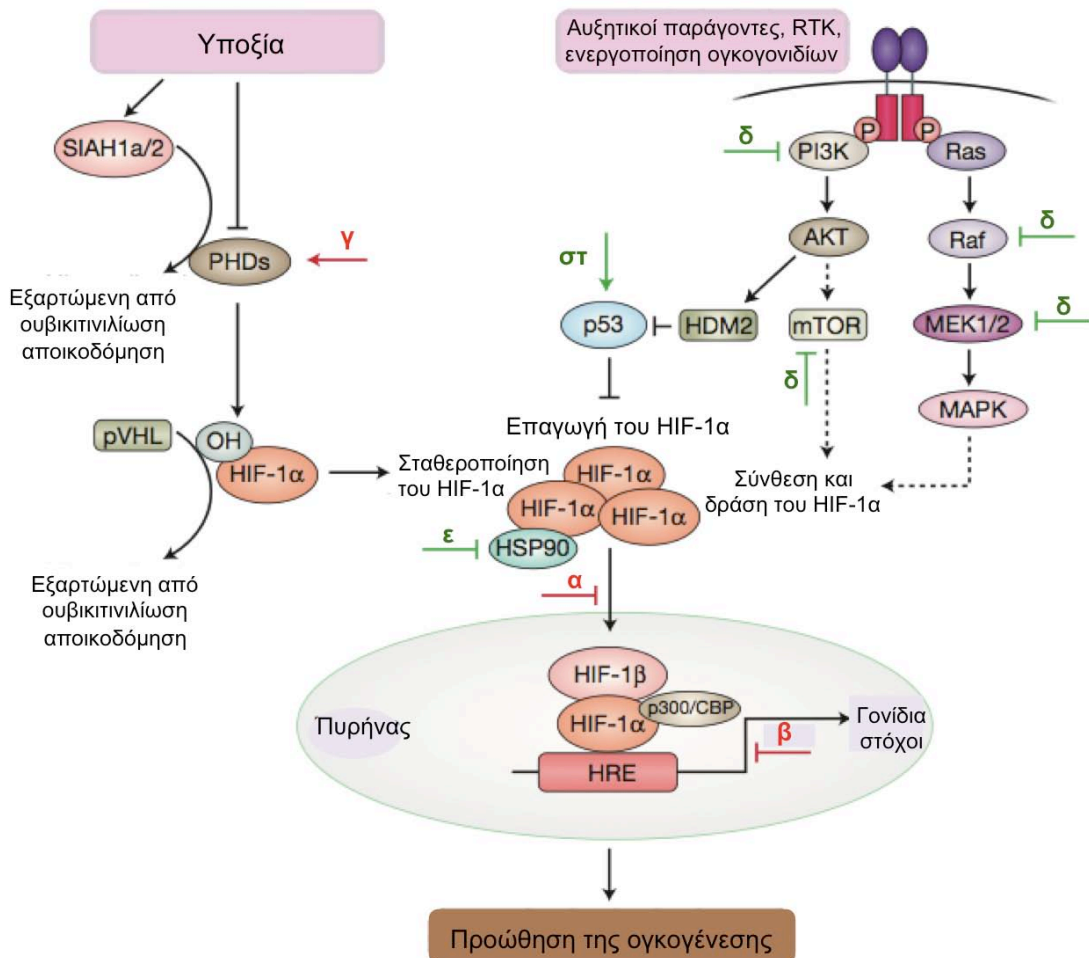 Υποξία
Αυξητικοί παράγοντες, RTK,
ενεργοποίηση ογκογονιδίων
SIAH1a/2
PHDs
γ
Εξαρτώμενη από
ουβικιτινιλίωση
αποικοδόμηση
pVHL
OH
HIF-1α
Εξαρτώμενη από
ουβικιτινιλίωση
αποικοδόμηση
P
P
δ
PI3K
Ras
AKT
Raf
δ
στ
p53
HDM2
mTOR
MEK1/2
δ
δ
MAPK
Επαγωγή του HIF-1α
Σταθεροποίηση
του HIF-1α
HIF-1α
HIF-1α
HIF-1α
Σύνθεση και
δράση του HIF-1α
ε
HSP90
α
HIF-1β
p300/CBP
HIF-1α
HRE
Πυρήνας
β
Γονίδια
στόχοι
Προώθηση της ογκογένεσης